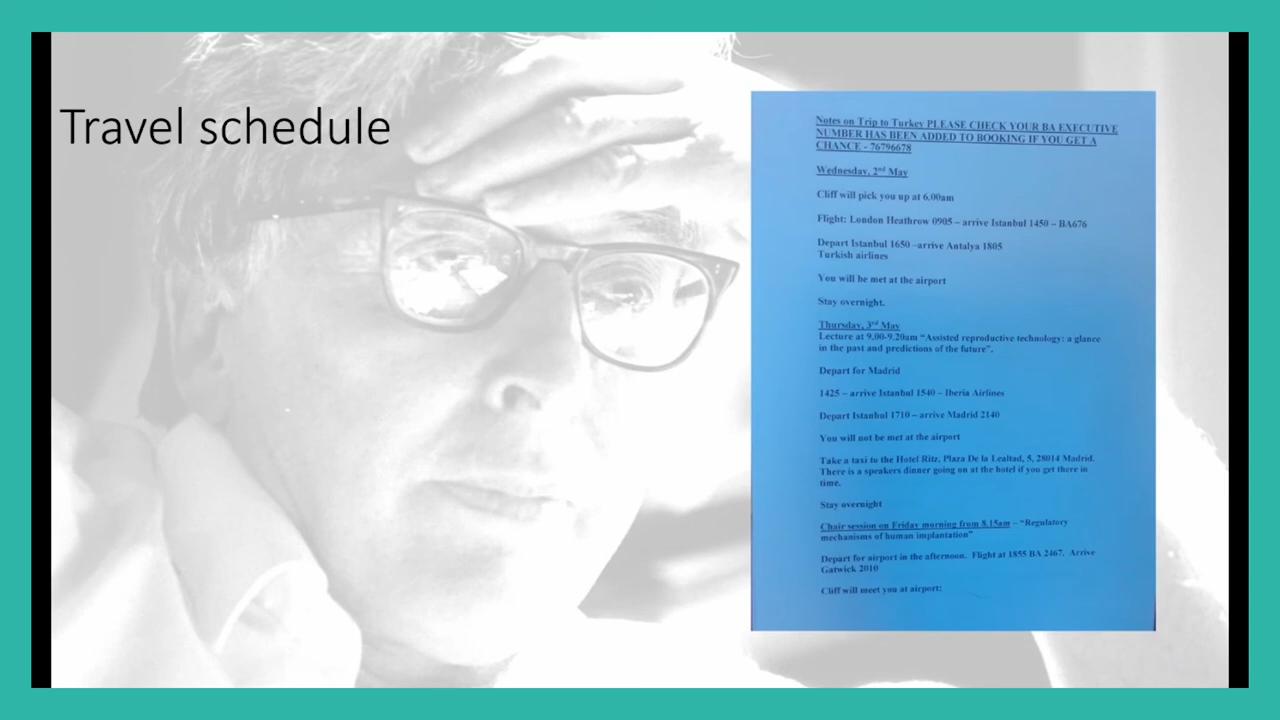 Travel schedule
Notes on Trip to Turkey PLEASE CHECK YOUR BA EXECUTIVE
NUMBER HAS BEEN ADDED TO BOOKING IF YOU GET A
CHANCE - 76796678
Wednesday, 2nd May
Cliff will pick you up at 6.00am
Flight: London Heathrow 0905 – arrive Istanbul 1450 – BA676
Depart Istanbul 1650 –arrive Antalya 1805
Turkish airlines
You will be met at the airport
Stay overnight.
Thursday, 3rd May
Lecture at 9.00-9.20am "Assisted reproductive technology: a glance
in the past and predictions of the future".
Depart for Madrid
1425 – arrive Istanbul 1540 – Iberia Airlines
Depart Istanbul 1710 – arrive Madrid 2140
You will not be met at the airport
Take a taxi to the Hotel Ritz, Plaza De la Lealtad, 5, 28014 Madrid.
There is a speakers dinner going on at the hotel if you get there in
time.
Stay overnight
Chair session on Friday morning from 8.15am – "Regulatory
mechanisms of human implantation"
Depart for airport in the afternoon. Flight at 1855 BA 2467. Arrive
Gatwick 2010
Cliff will meet you at airport: